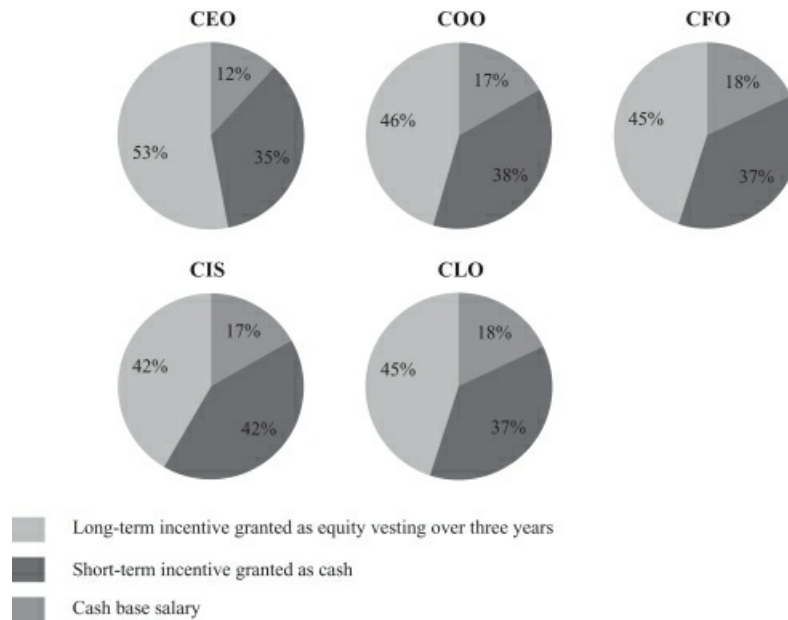 CEO
COO
CFO
12%
53%
35%
17%
46%
38%
18%
45%
37%
CIS
CLO
17%
42%
42%
18%
45%
37%
Long-term incentive granted as equity vesting over three years
Short-term incentive granted as cash
Cash base salary